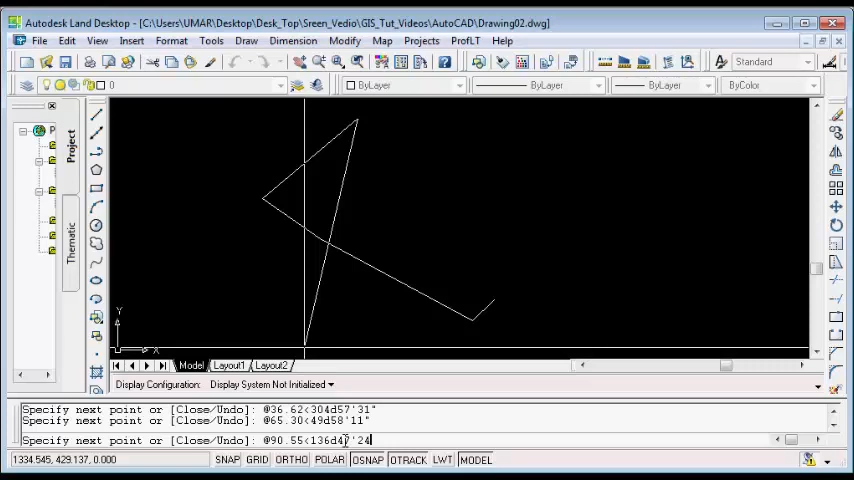 Autodesk Land Desktop - [C:\Users\UMAR\Desktop\Desk_Top\Sreen_Vedio\GIS_Tut_Videos\AutoCAD\Drawing02.dwg]
File Edit View Insert Format Tools Draw Dimension Modify Map Projects ProfLT Help
Standard
0 ByLayer ByLayer ByLayer ByColor
P
Project
Thematic
Y
X
Model Layout1 Layout2
Display Configuration: Display System Not Initialized
Specify next point or [Close/Undo]: @36.62<304d57'31"
Specify next point or [Close/Undo]: @65.30<49d58'11"
Specify next point or [Close/Undo]: @90.55<136d47'24
1334.545, 429.137, 0.000 SNAP GRID ORTHO POLAR OSNAP OTRACK LWT MODEL